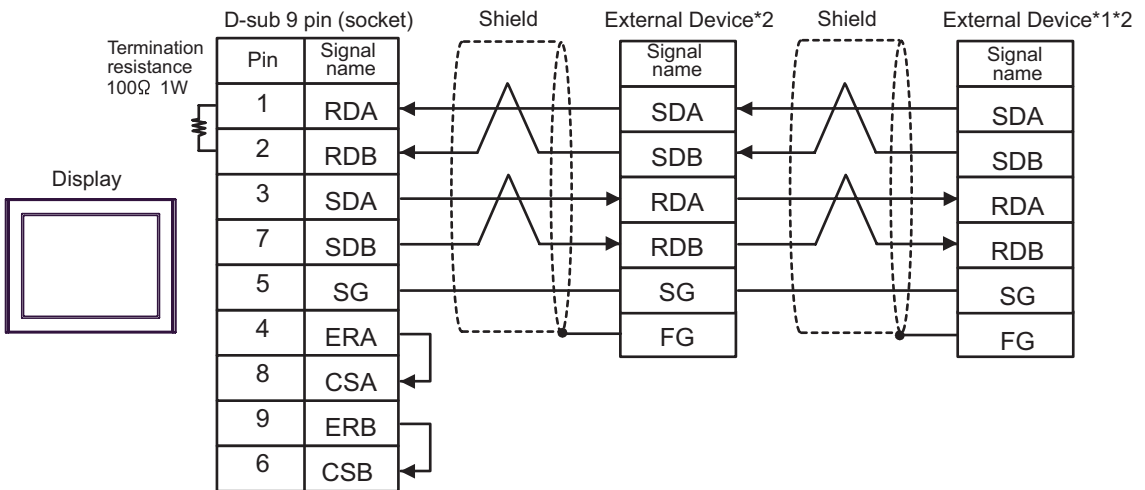 D-sub 9 pin (socket)
Shield
External Device*2
Shield
External Device*1*2
Termination
resistance
100Ω 1W
Pin
Signal
name
Signal
name
Signal
name
1 RDA SDA SDA
2 RDB SDB SDB
Display
3 SDA RDA RDA
7 SDB RDB RDB
5 SG SG SG
4 ERA FG FG
8 CSA
9 ERB
6 CSB